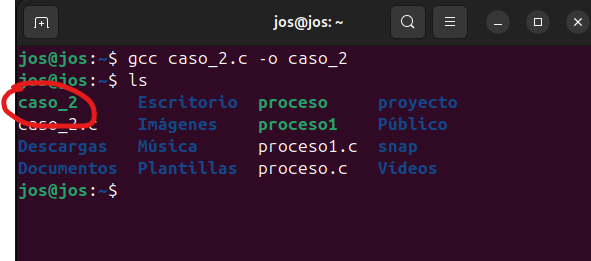 jos@jos: ~
jos@jos:~$ gcc caso_2.c -o caso_2
jos@jos:~$ ls
caso_2 Escritorio proceso proyecto
caso_2.c Imágenes proceso1 Público
Descargas Música proceso1.c snap
Documentos Plantillas proceso.c Vídeos
jos@jos:~$